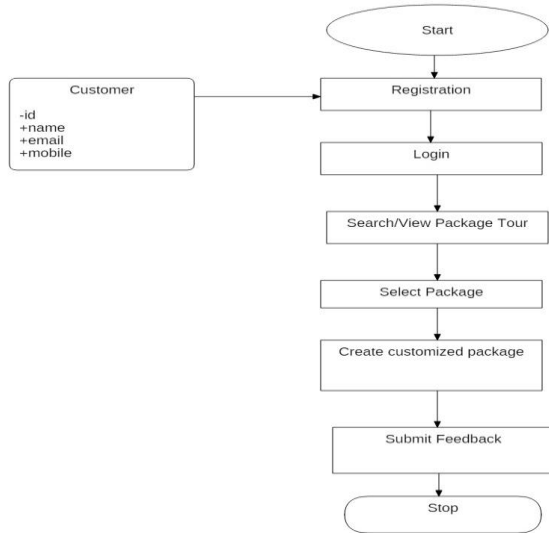 Start
Customer
-id
+name
+email
+mobile
Registration
Login
Search/View Package Tour
Select Package
Create customized package
Submit Feedback
Stop